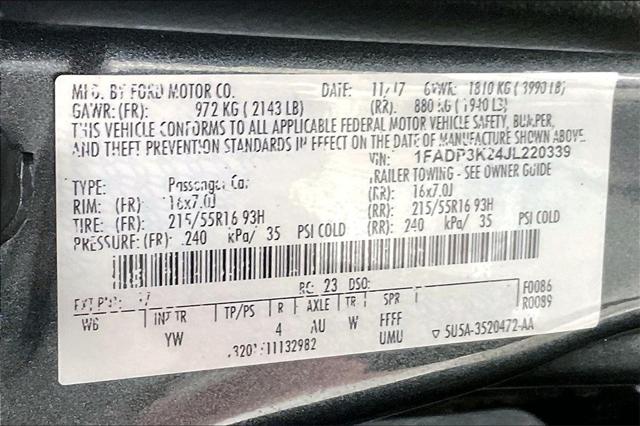 MFD. BY FORD MOTOR CO. DATE: 11/17 GVWR: 1810 KG ( 3990 LB)
GAWR: (FR): 972 KG ( 2143 LB) (RR): 880 KG ( 1940 LB)
THIS VEHICLE CONFORMS TO ALL APPLICABLE FEDERAL MOTOR VEHICLE SAFETY, BUMPER,
AND THEFT PREVENTION STANDARDS IN EFFECT ON THE DATE OF MANUFACTURE SHOWN ABOVE.
VIN: 1FADP3K24JL220339
TYPE: Passenger Car TRAILER TOWING - SEE OWNER GUIDE
RIM: (FR) 16x7.0J (RR): 16x7.0J
TIRE: (FR) 215/55R16 93H (RR): 215/55R16 93H
PRESSURE: (FR): 240 kPa/ 35 PSI COLD (RR): 240 kPa/ 35 PSI COLD
EXT PNT: RC: 23 DSO: F0086
WB INT TR TP/PS R AXLE TR SPR R0089
YW 4 AU W FFFF
UMU ▽ 5U5A-3520472-AA
11132982